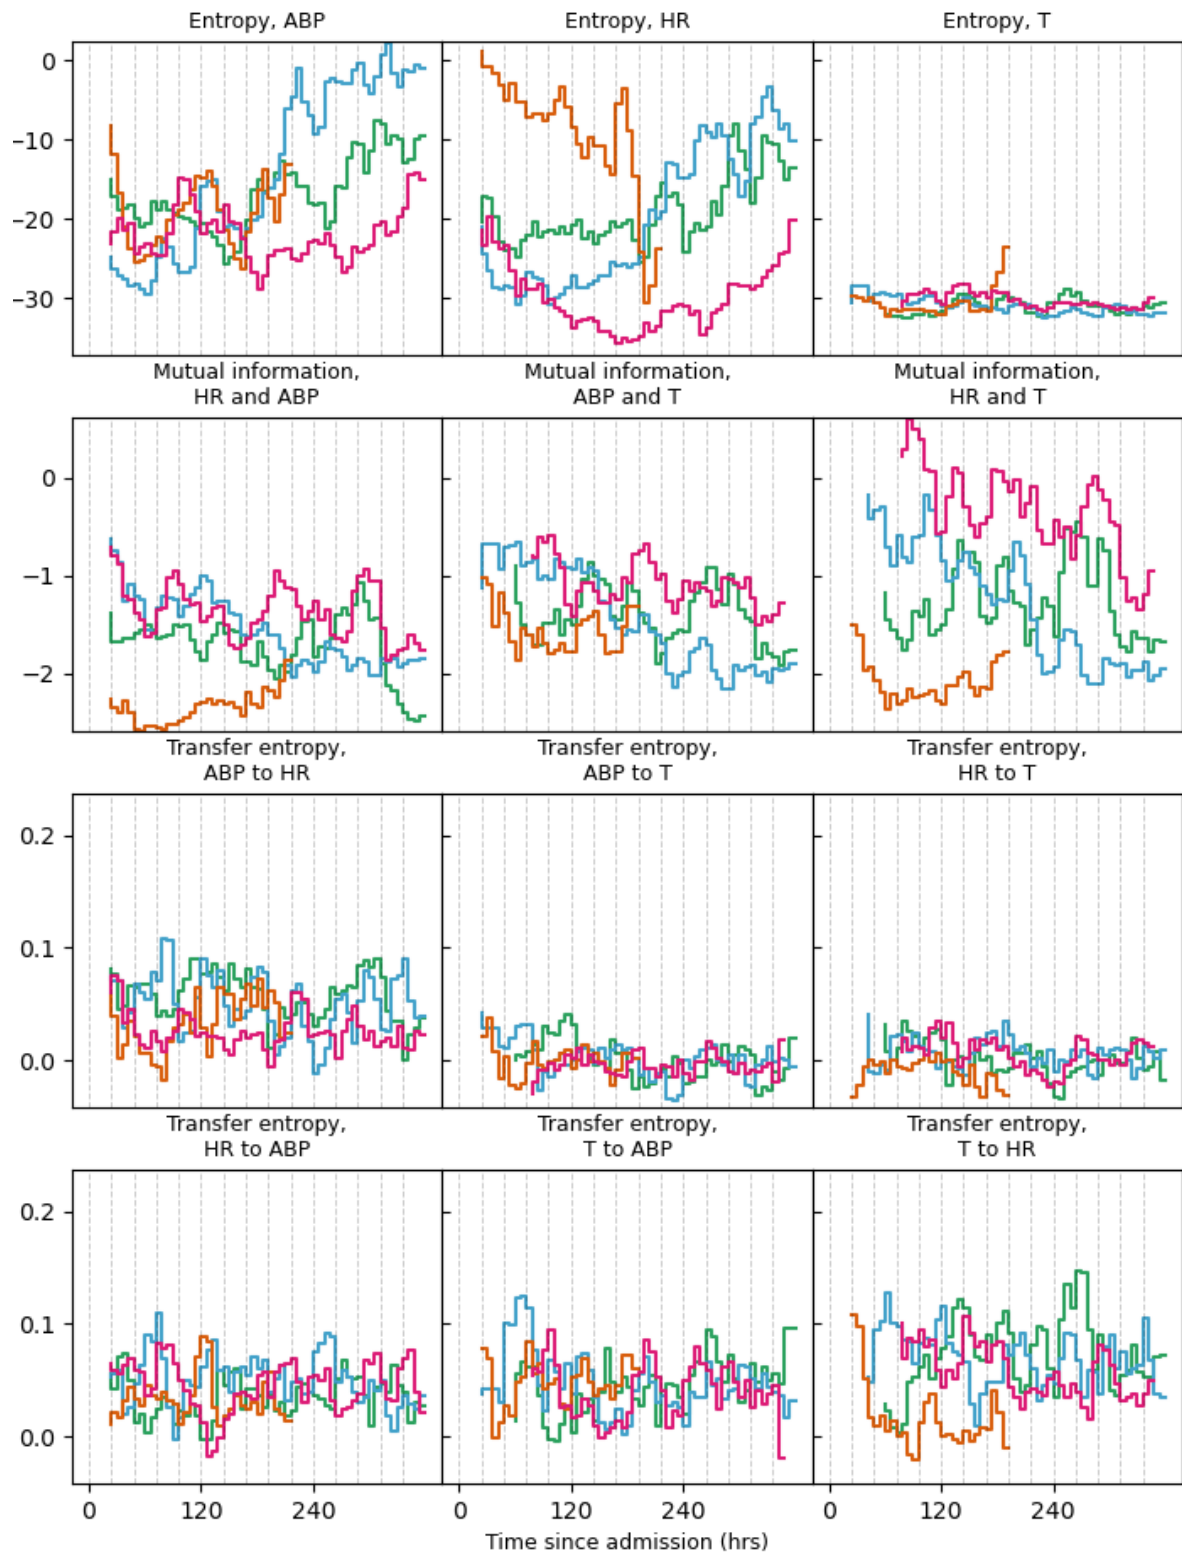 Entropy, ABP
Entropy, HR
Entropy, T
0
−10
−20
−30
Mutual information,
HR and ABP
Mutual information,
ABP and T
Mutual information,
HR and T
0
−1
−2
Transfer entropy,
ABP to HR
Transfer entropy,
ABP to T
Transfer entropy,
HR to T
0.2
0.1
0.0
Transfer entropy,
HR to ABP
Transfer entropy,
T to ABP
Transfer entropy,
T to HR
0.2
0.1
0.0
0 120 240
0 120 240
0 120 240
Time since admission (hrs)